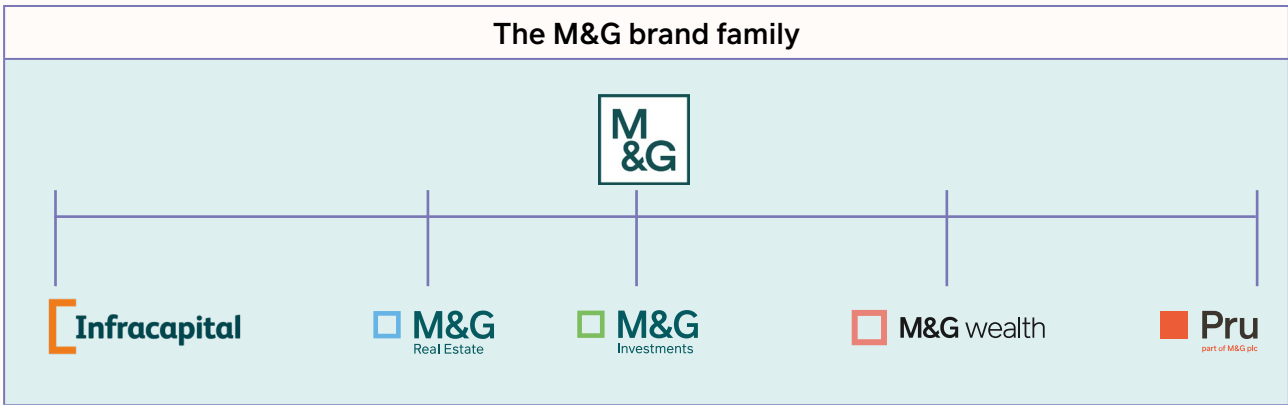 The M&G brand family
M
&G
Infracapital
M&G
Real Estate
M&G
Investments
M&G wealth
Pru
part of M&G plc